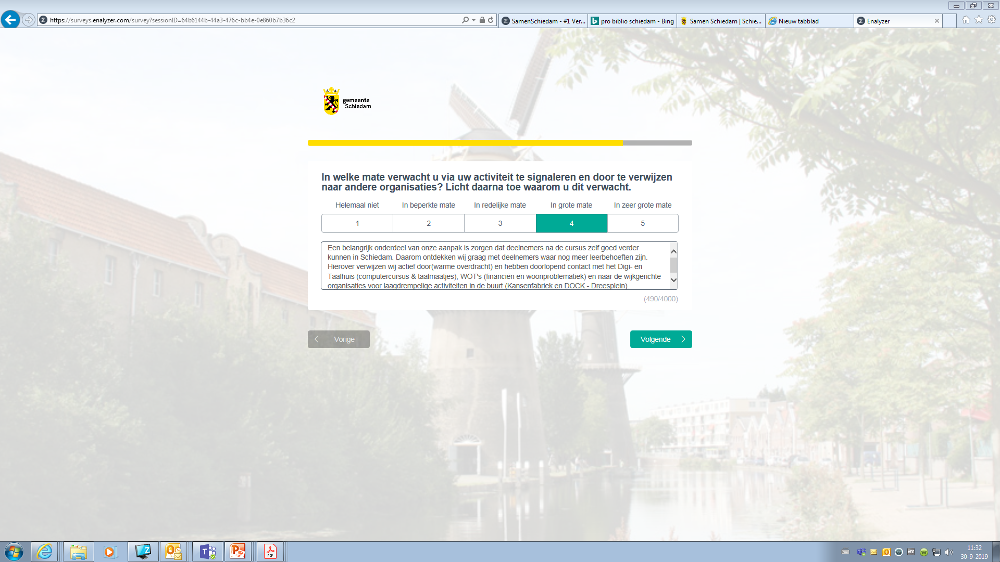 https://surveys.enalyzer.com/survey?sessionID=64b6144b-44a3-476c-bb4e-0e860b7b36c2
SamenSchiedam - #1 Ver...
pro biblio schiedam - Bing
Samen Schiedam | Schie...
Nieuw tabblad
Enalyzer
gemeente
Schiedam
In welke mate verwacht u via uw activiteit te signaleren en door te verwijzen
naar andere organisaties? Licht daarna toe waarom u dit verwacht.
Helemaal niet
In beperkte mate
In redelijke mate
In grote mate
In zeer grote mate
1
2
3
4
5
Een belangrijk onderdeel van onze aanpak is zorgen dat deelnemers na de cursus zelf goed verder
kunnen in Schiedam. Daarom ontdekken wij graag met deelnemers waar nog meer leerbehoeften zijn.
Hierover verwijzen wij actief door(warme overdracht) en hebben doorlopend contact met het Digi- en
Taalhuis (computercursus & taalmaatjes), WOT's (financiën en woonproblematiek) en naar de wijkgerichte
organisaties voor laagdrempelige activiteiten in de buurt (Kansenfabriek en DOCK - Dreesplein).
(490/4000)
Vorige
Volgende
11:32
30-9-2019